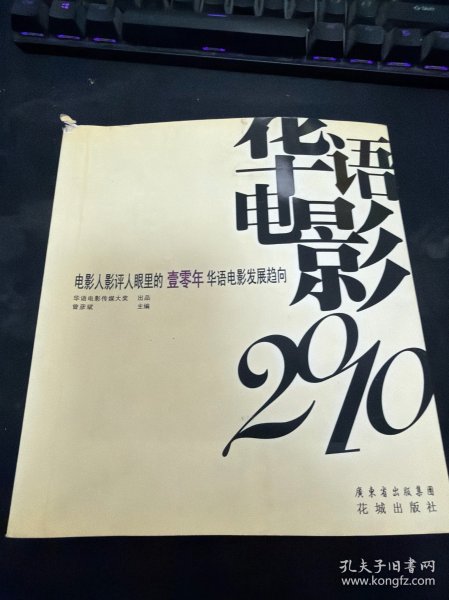 华语
电影
2010
电影人影评人眼里的 壹零年 华语电影发展趋向
华语电影传媒大奖 出品
曾彦斌 主编
廣東省出版集團
花城出版社
孔夫子旧书网
www.kongfz.com